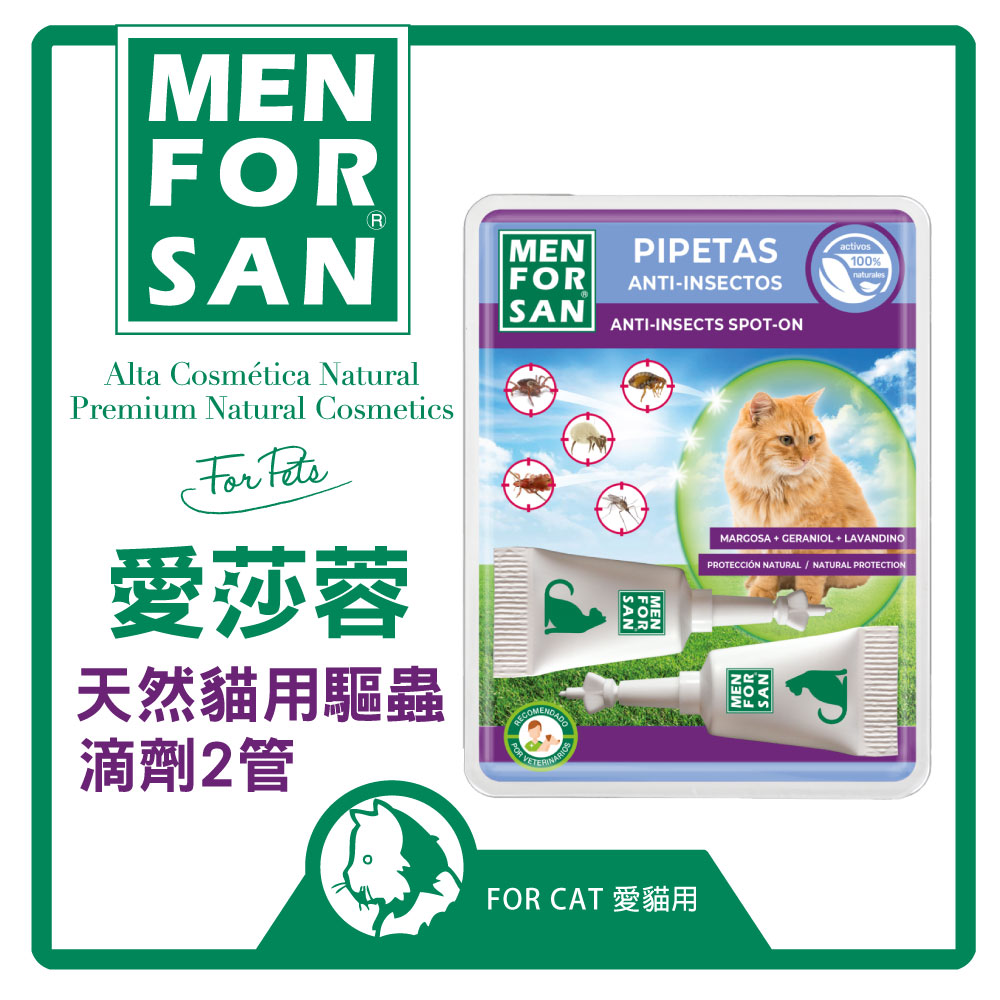 MEN
FOR
SAN®
Alta Cosmética Natural
Premium Natural Cosmetics
For Pets
愛莎蓉
天然貓用驅蟲
滴劑2管
MEN
FOR
SAN®
PIPETAS
ANTI-INSECTOS
activos
100%
naturales
ANTI-INSECTS SPOT-ON
MARGOSA + GERANIOL + LAVANDINO
PROTECCIÓN NATURAL / NATURAL PROTECTION
MEN
FOR
SAN
MEN
FOR
SAN
RECOMENDADO
POR VETERINARIOS
FOR CAT 愛貓用